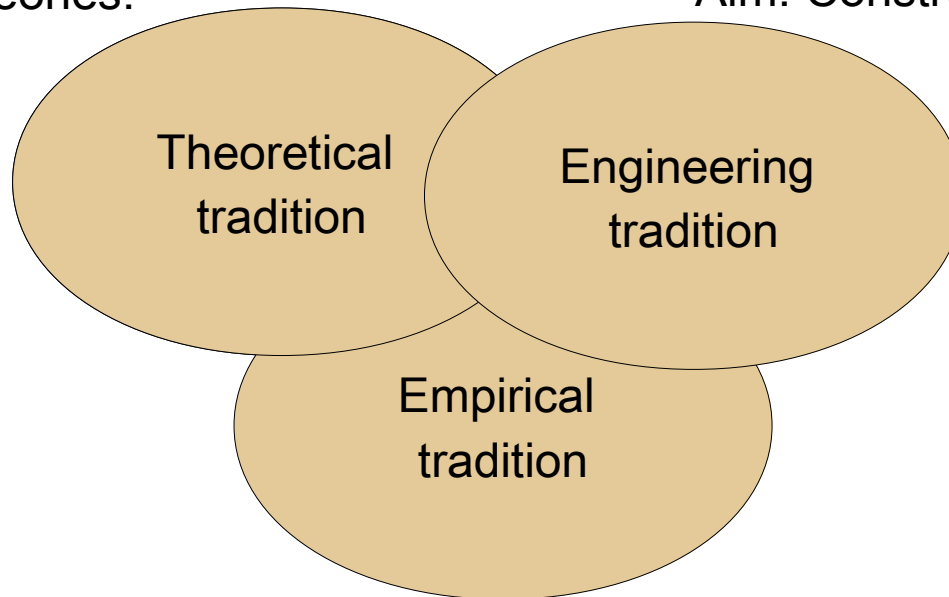 Theoretical
tradition
Engineering
tradition
Empirical
tradition